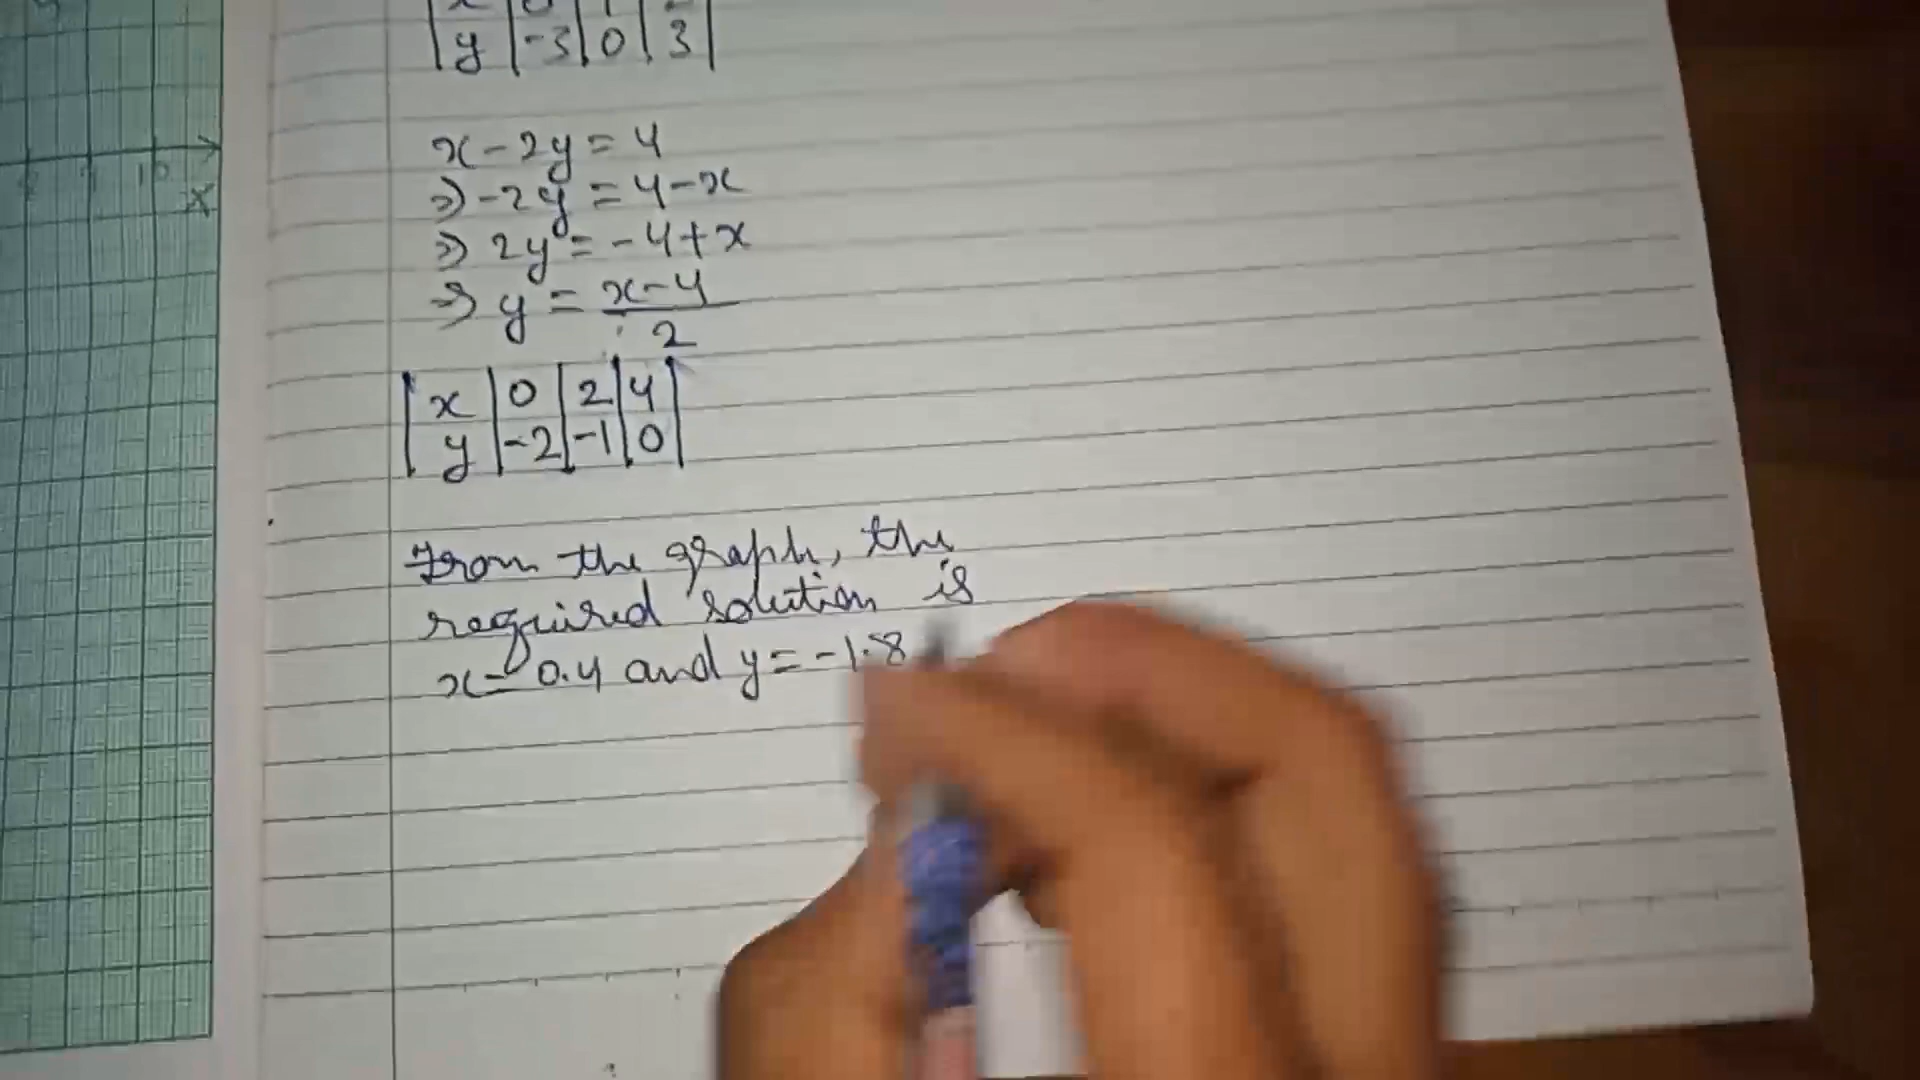 y -3 0 3
x-2y=4
⇒ -2y = 4-x
⇒ 2y = -4+x
⇒ y = x-4
2
x 0 2 4
y -2 -1 0
From the graph, the
required solution is
x = 0.4 and y = -1.8
10
X